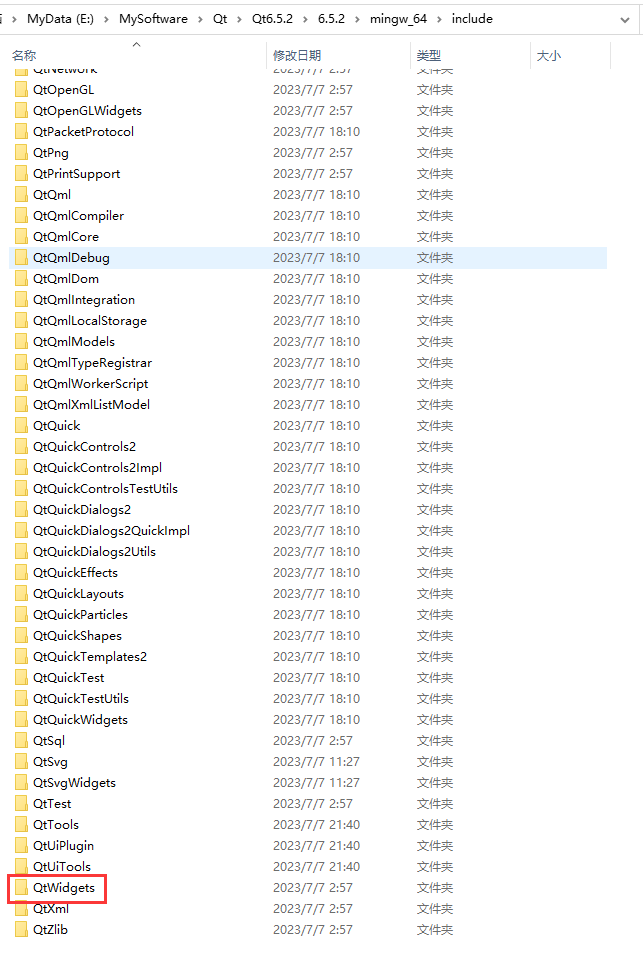 MyData (E:) > MySoftware > Qt > Qt6.5.2 > 6.5.2 > mingw_64 > include
名称 修改日期 类型 大小
QtNetwork 2023/7/7 2:57 文件夹
QtOpenGL 2023/7/7 2:57 文件夹
QtOpenGLWidgets 2023/7/7 2:57 文件夹
QtPacketProtocol 2023/7/7 18:10 文件夹
QtPng 2023/7/7 2:57 文件夹
QtPrintSupport 2023/7/7 2:57 文件夹
QtQml 2023/7/7 18:10 文件夹
QtQmlCompiler 2023/7/7 18:10 文件夹
QtQmlCore 2023/7/7 18:10 文件夹
QtQmlDebug 2023/7/7 18:10 文件夹
QtQmlDom 2023/7/7 18:10 文件夹
QtQmlIntegration 2023/7/7 18:10 文件夹
QtQmlLocalStorage 2023/7/7 18:10 文件夹
QtQmlModels 2023/7/7 18:10 文件夹
QtQmlTypeRegistrar 2023/7/7 18:10 文件夹
QtQmlWorkerScript 2023/7/7 18:10 文件夹
QtQmlXmlListModel 2023/7/7 18:10 文件夹
QtQuick 2023/7/7 18:10 文件夹
QtQuickControls2 2023/7/7 18:10 文件夹
QtQuickControls2Impl 2023/7/7 18:10 文件夹
QtQuickControlsTestUtils 2023/7/7 18:10 文件夹
QtQuickDialogs2 2023/7/7 18:10 文件夹
QtQuickDialogs2QuickImpl 2023/7/7 18:10 文件夹
QtQuickDialogs2Utils 2023/7/7 18:10 文件夹
QtQuickEffects 2023/7/7 18:10 文件夹
QtQuickLayouts 2023/7/7 18:10 文件夹
QtQuickParticles 2023/7/7 18:10 文件夹
QtQuickShapes 2023/7/7 18:10 文件夹
QtQuickTemplates2 2023/7/7 18:10 文件夹
QtQuickTest 2023/7/7 18:10 文件夹
QtQuickTestUtils 2023/7/7 18:10 文件夹
QtQuickWidgets 2023/7/7 18:10 文件夹
QtSql 2023/7/7 2:57 文件夹
QtSvg 2023/7/7 11:27 文件夹
QtSvgWidgets 2023/7/7 11:27 文件夹
QtTest 2023/7/7 2:57 文件夹
QtTools 2023/7/7 21:40 文件夹
QtUiPlugin 2023/7/7 21:40 文件夹
QtUiTools 2023/7/7 21:40 文件夹
QtWidgets 2023/7/7 2:57 文件夹
QtXml 2023/7/7 2:57 文件夹
QtZlib 2023/7/7 2:57 文件夹